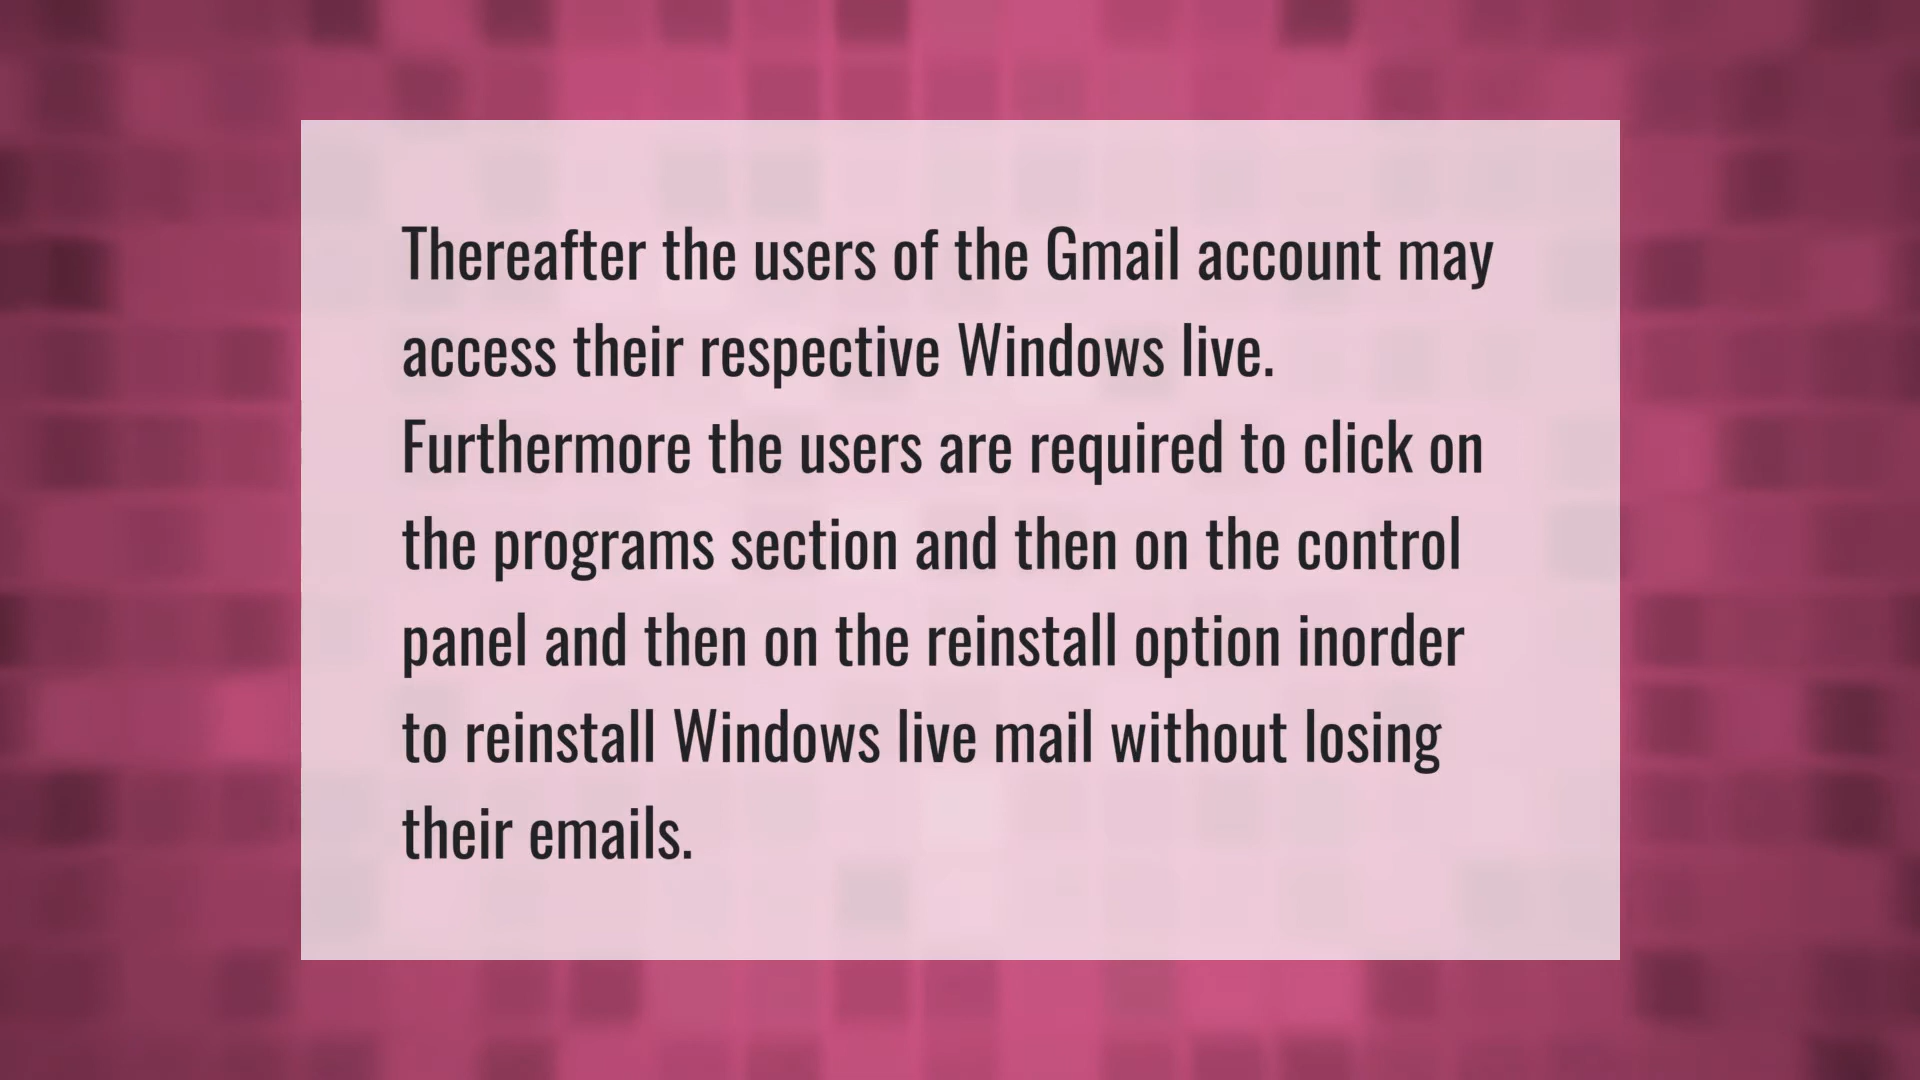 Thereafter the users of the Gmail account may
access their respective Windows live.
Furthermore the users are required to click on
the programs section and then on the control
panel and then on the reinstall option inorder
to reinstall Windows live mail without losing
their emails.